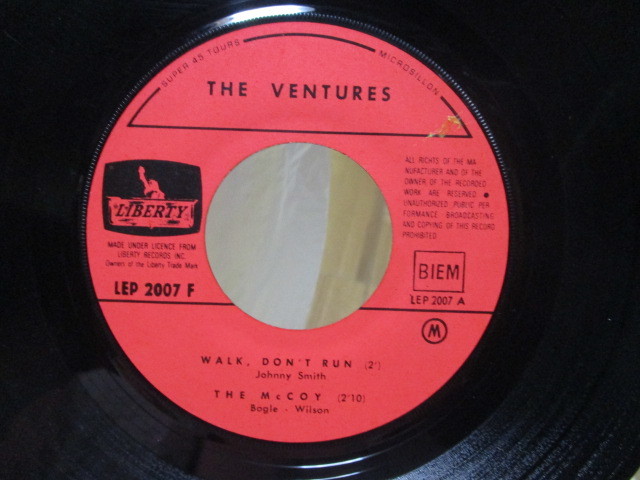 SUPER 45 TOURS
MICROSILLON
THE VENTURES
LIBERTY
MADE UNDER LICENCE FROM
LIBERTY RECORDS INC.
Owners of the Liberty Trade Mark
LEP 2007 F
ALL RIGHTS OF THE MA-
NUFACTURER AND OF THE
OWNER OF THE RECORDED
WORK ARE RESERVED ●
UNAUTHORIZED PUBLIC PER-
FORMANCE BROADCASTING
AND COPYING OF THIS RECORD
PROHIBITED
BIEM
LEP 2007 A
M
WALK, DON'T RUN (2')
Johnny Smith
THE McCOY (2'10)
Bogle - Wilson